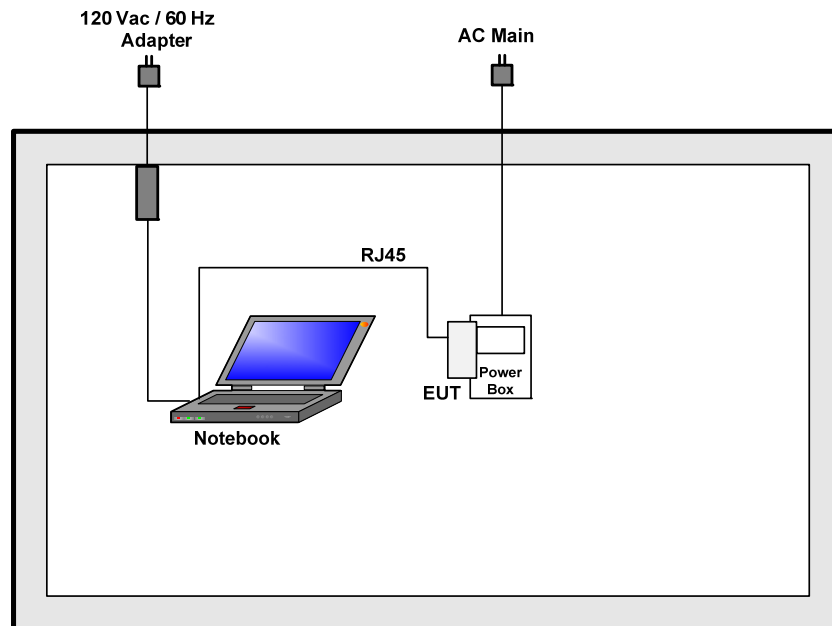 120 Vac / 60 Hz
Adapter
AC Main
RJ45
Power
Box
EUT
Notebook